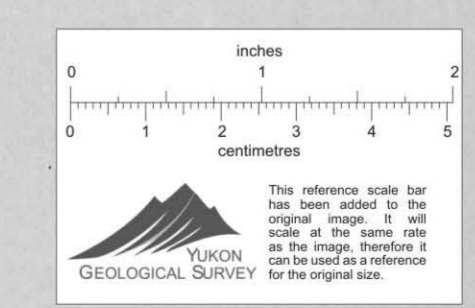 inches
0 1 2
0 1 2 3 4 5
centimetres
This reference scale bar
has been added to the
original image. It will
scale at the same rate
as the image, therefore it
can be used as a reference
for the original size.
YUKON
GEOLOGICAL SURVEY